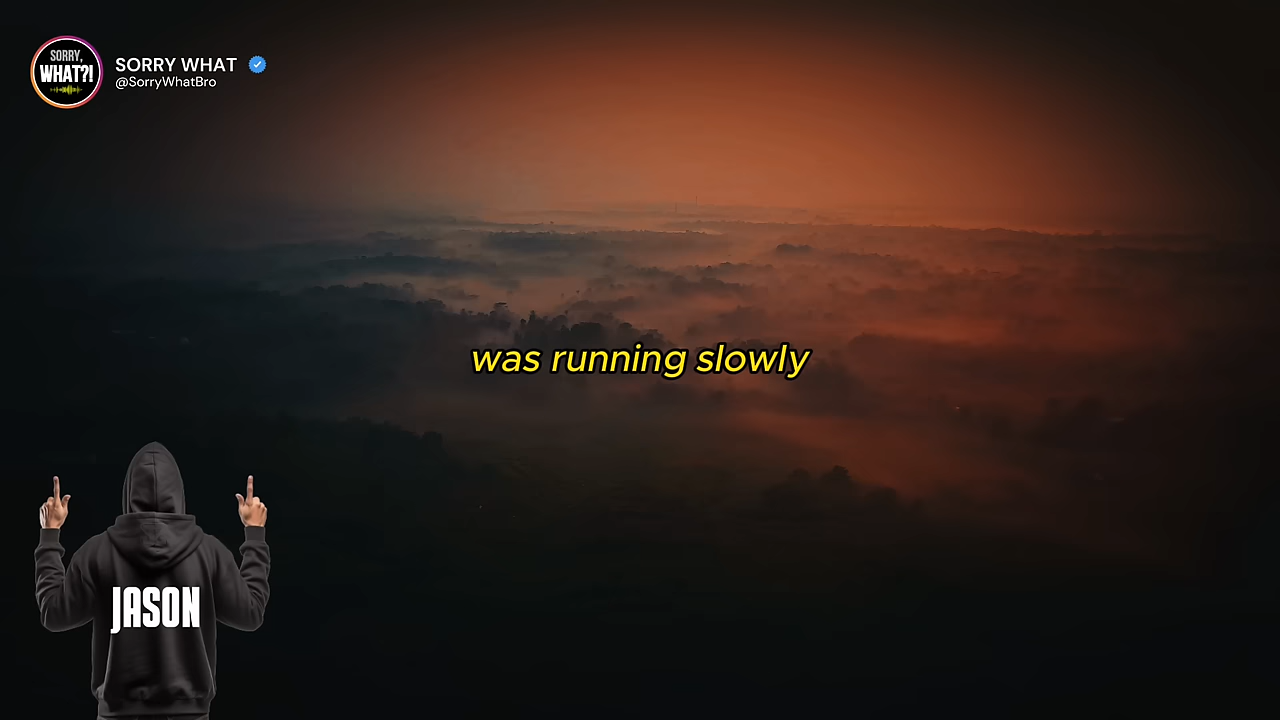 SORRY,
WHAT?!
SORRY WHAT
@SorryWhatBro
was running slowly
JASON